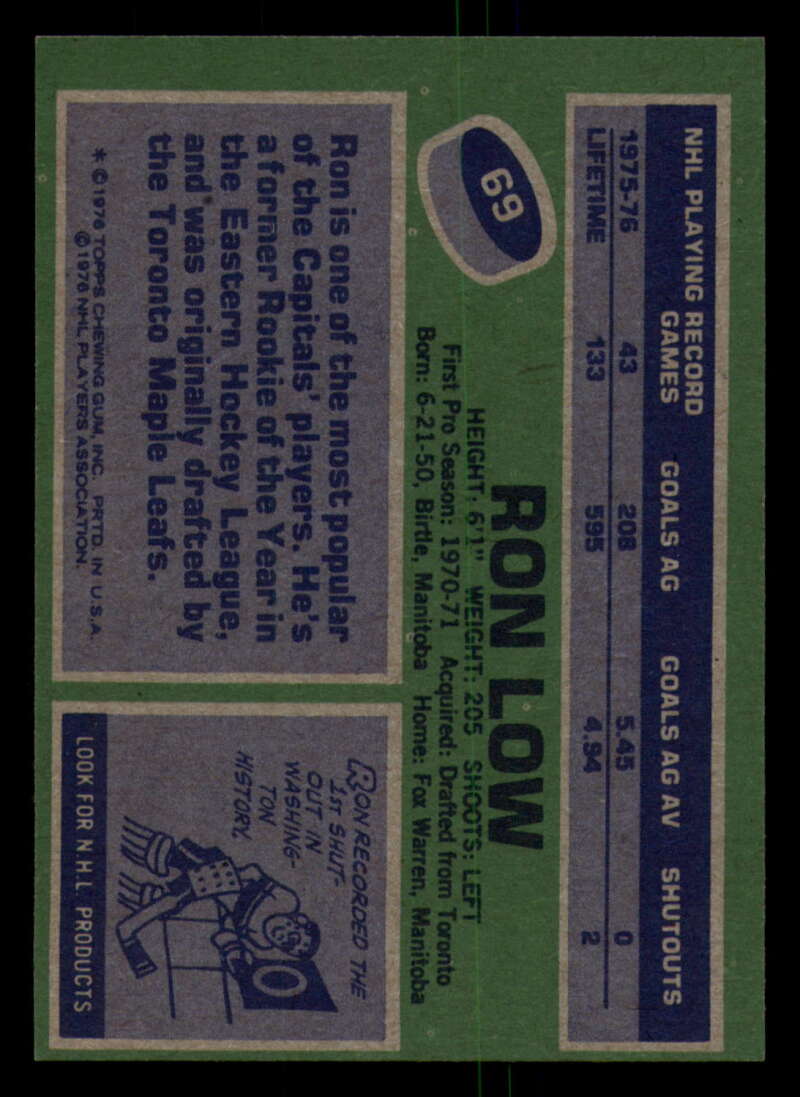 NHL PLAYING RECORD
GAMES GOALS AG GOALS AG AV SHUTOUTS
1975-76 43 208 5.45 0
LIFETIME 133 595 4.94 2
69
RON LOW
HEIGHT: 6'1" WEIGHT: 205 SHOOTS: LEFT
First Pro Season: 1970-71 Acquired: Drafted from Toronto
Born: 6-21-50, Birtle, Manitoba Home: Fox Warren, Manitoba
Ron is one of the most popular
of the Capitals' players. He's
a former Rookie of the Year in
the Eastern Hockey League,
and was originally drafted by
the Toronto Maple Leafs.
* © 1976 TOPPS CHEWING GUM, INC. PRTD. IN U.S.A.
© 1976 NHL PLAYERS ASSOCIATION.
RON RECORDED THE
1ST SHUT-
OUT IN
WASHING-
TON
HISTORY.
0
LOOK FOR N.H.L PRODUCTS